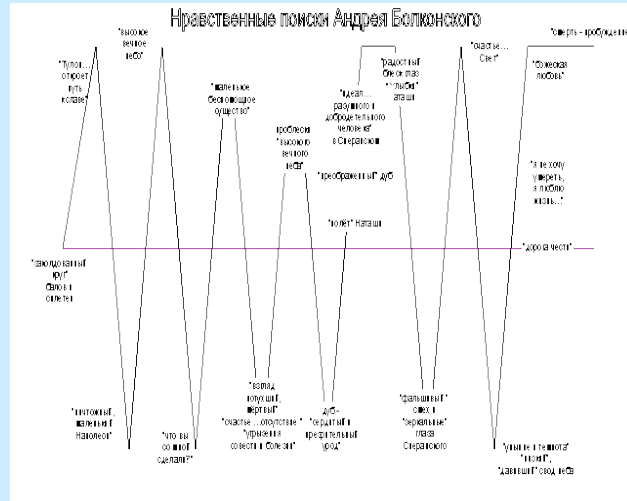 Нравственные поиски Андрея Болконского
"Тулон…
откроет
путь
к славе"
"высокое
вечное
небо"
"маленькое
беспомощное
существо"
проблески
"высокого
вечного
неба"
"идеал…
разумного и
добродетельного
человека"
в Сперанском
"радостный
блеск глаз
улыбки"
Наташи
"счастье…
Свет"
"смерть - пробуждение
"божеская
любовь"
"преображенный" дуб
"я не хочу
умереть,
я люблю
жизнь…"
"полёт" Наташи
"дорога чести"
"заколдованный
круг"
балов и
сплетен
"ничтожный,
маленький
Наполеон"
"что вы
со мной
сделали?"
"взгляд
потухший,
мёртвый"
"счастье …отсутствие
"угрызения
совести и болезни"
дуб-
"сердитый и
презрительный
урод"
"фальшивый"
смех и
"зеркальные"
глаза
Сперанского
"уныние и темнота"
"низкий",
"давивший" свод неба